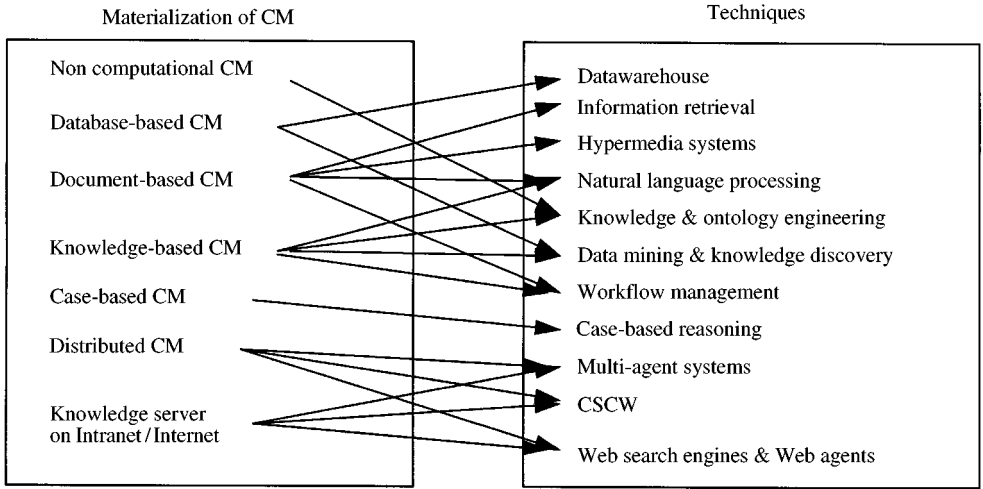 Materialization of CM
Non computational CM
Database-based CM
Document-based CM
Knowledge-based CM
Case-based CM
Distributed CM
Knowledge server
on Intranet/Internet
Techniques
Datawarehouse
Information retrieval
Hypermedia systems
Natural language processing
Knowledge & ontology engineering
Data mining & knowledge discovery
Workflow management
Case-based reasoning
Multi-agent systems
CSCW
Web search engines & Web agents